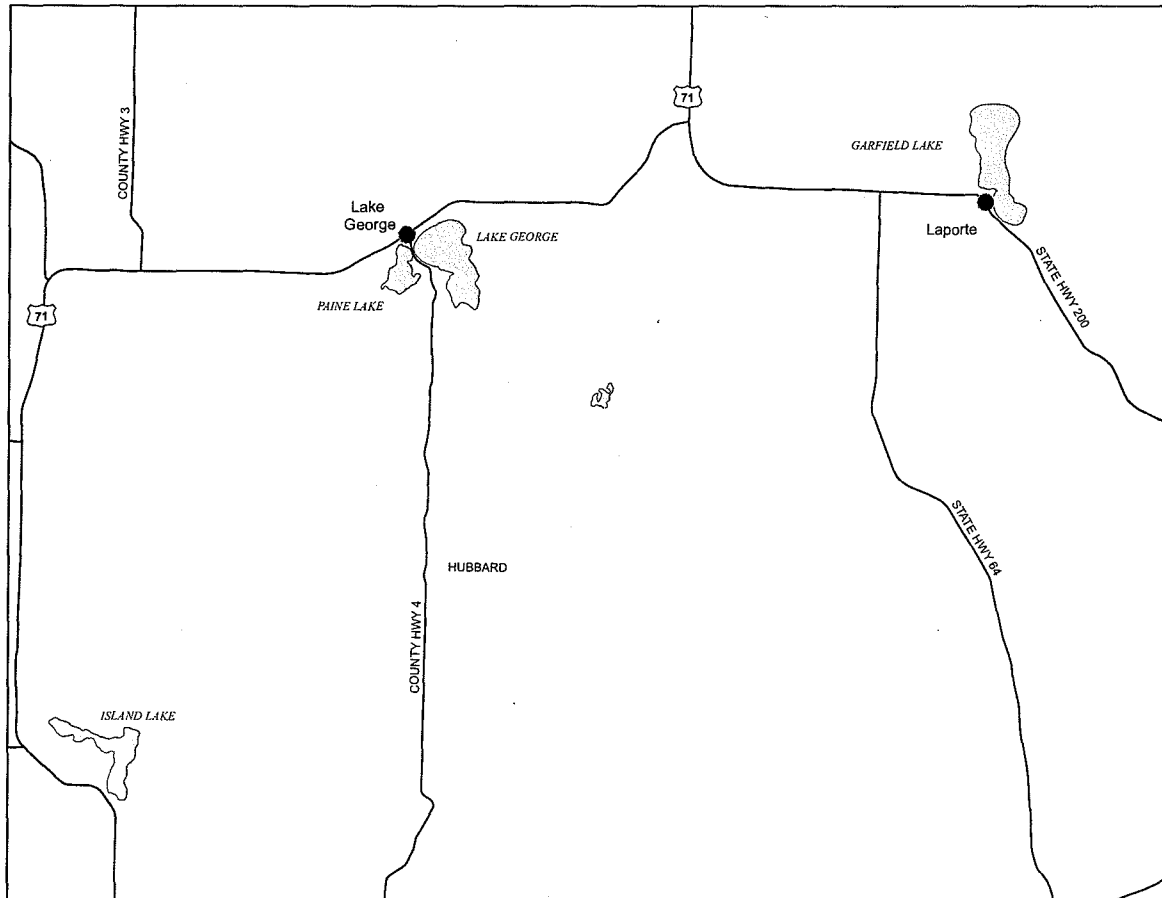 71
COUNTY HWY 3
GARFIELD LAKE
Lake
George
LAKE GEORGE
Laporte
PAINE LAKE
71
STATE HWY 200
STATE HWY 64
HUBBARD
COUNTY HWY 4
ISLAND LAKE